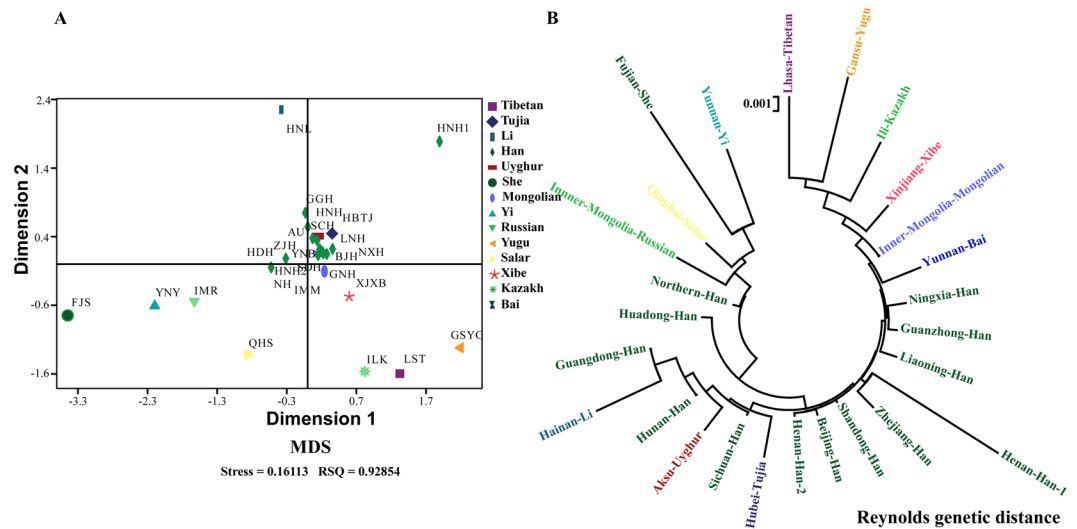 A
B
Dimension 2
2.4
1.4
0.4
-0.6
-1.6
-3.3
-2.3
-1.3
-0.3
0.7
1.7
Dimension 1
MDS
Stress = 0.16113 RSQ = 0.92854
HNL
HNH1
GGH
HNH
HBTJ
SCH
AU
LNH
ZJH
HDH
YNB
BJH
NXH
SDH
HNH2
GNH
NH
IMM
XJXB
FJS
YNY
IMR
QHS
ILK
LST
GSYG
Tibetan
Tujia
Li
Han
Uyghur
She
Mongolian
Yi
Russian
Yugu
Salar
Xibe
Kazakh
Bai
0.001
Lhasa-Tibetan
Gansu-Yugu
Ili-Kazakh
Xinjiang-Xibe
Inner-Mongolia-Mongolian
Yunnan-Bai
Ningxia-Han
Guanzhong-Han
Liaoning-Han
Henan-Han-1
Zhejiang-Han
Shandong-Han
Beijing-Han
Henan-Han-2
Hubei-Tujia
Sichuan-Han
Aksu-Uyghur
Hunan-Han
Hainan-Li
Guangdong-Han
Huadong-Han
Northern-Han
Innner-Mongolia-Russian
Qinghai-Salar
Yunnan-Yi
Fujian-She
Reynolds genetic distance